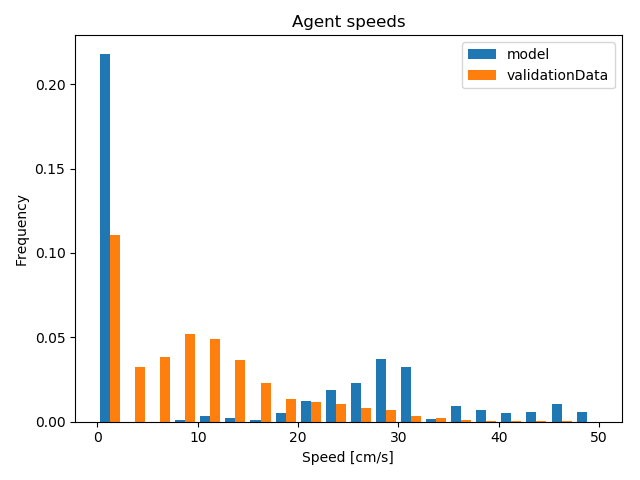 Agent speeds
model
validationData
Frequency
0.20
0.15
0.10
0.05
0.00
0 10 20 30 40 50
Speed [cm/s]